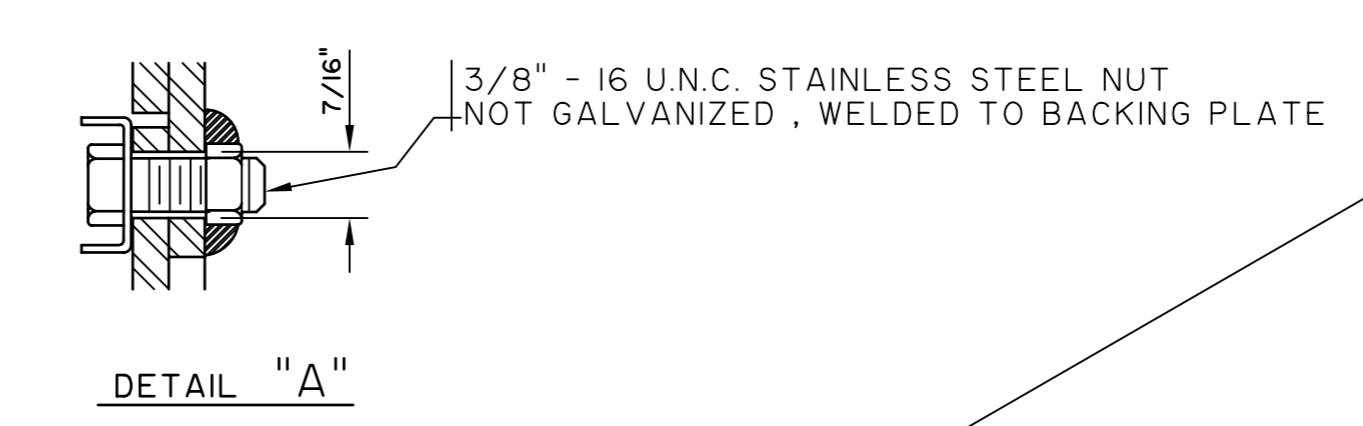 7/16"
3/8" - 16 U.N.C. STAINLESS STEEL NUT
NOT GALVANIZED , WELDED TO BACKING PLATE
DETAIL "A"